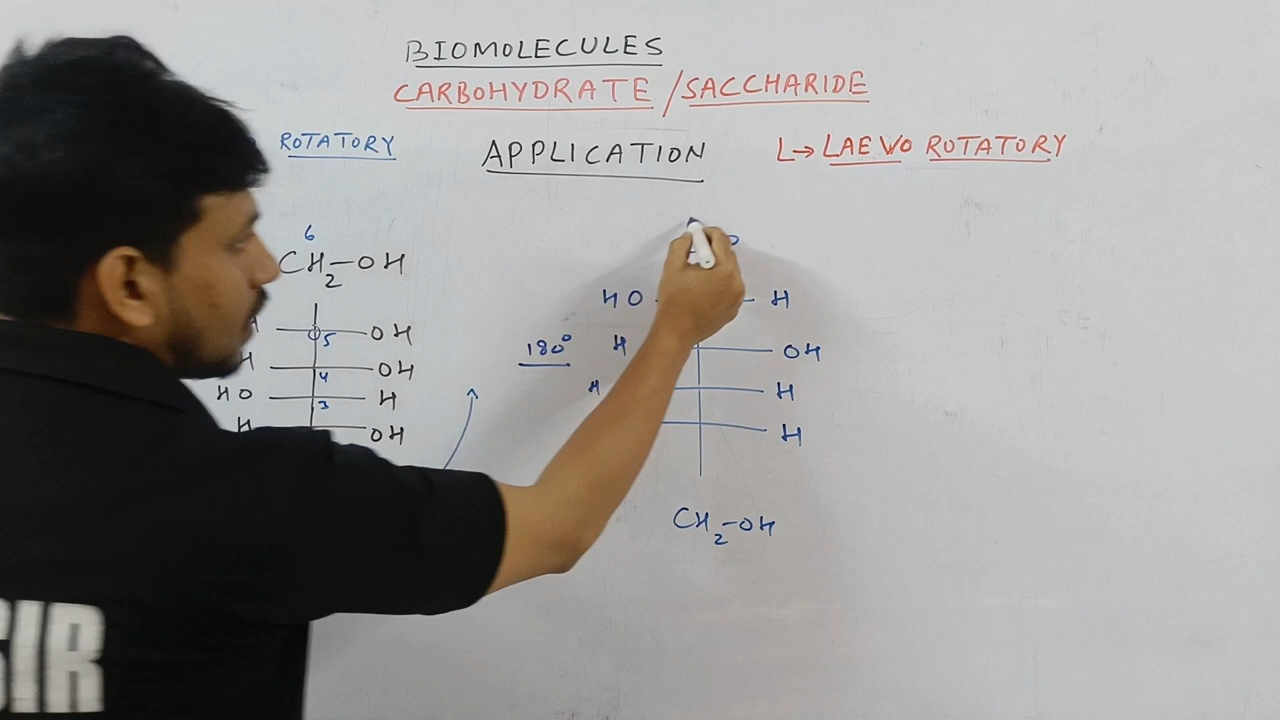 BIOMOLECULES
CARBOHYDRATE / SACCHARIDE
ROTATORY
APPLICATION
L → LAEVO ROTATORY
6
CH2-OH
OH
5
H OH
4
HO H
3
H OH
180°
HO H
H OH
H H
H
CH2-OH
SIR